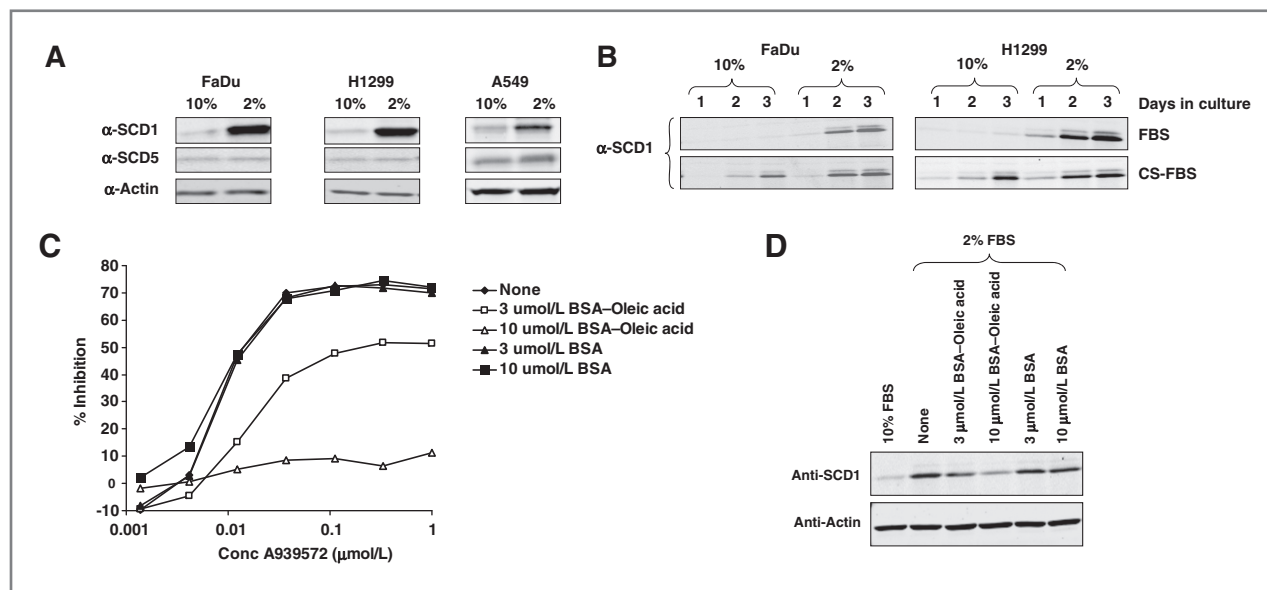 A
FaDu
10% 2%
H1299
10% 2%
A549
10% 2%
α-SCD1
α-SCD5
α-Actin
B
FaDu
10%
2%
1 2 3 1 2 3
H1299
10%
2%
1 2 3 1 2 3
Days in culture
α-SCD1
FBS
CS-FBS
C
80
70
60
50
40
30
20
10
0
-10
% Inhibition
0.001 0.01 0.1 1
Conc A939572 (μmol/L)
None
3 umol/L BSA–Oleic acid
10 umol/L BSA–Oleic acid
3 umol/L BSA
10 umol/L BSA
D
2% FBS
10% FBS
None
3 μmol/L BSA–Oleic acid
10 μmol/L BSA–Oleic acid
3 μmol/L BSA
10 μmol/L BSA
Anti-SCD1
Anti-Actin